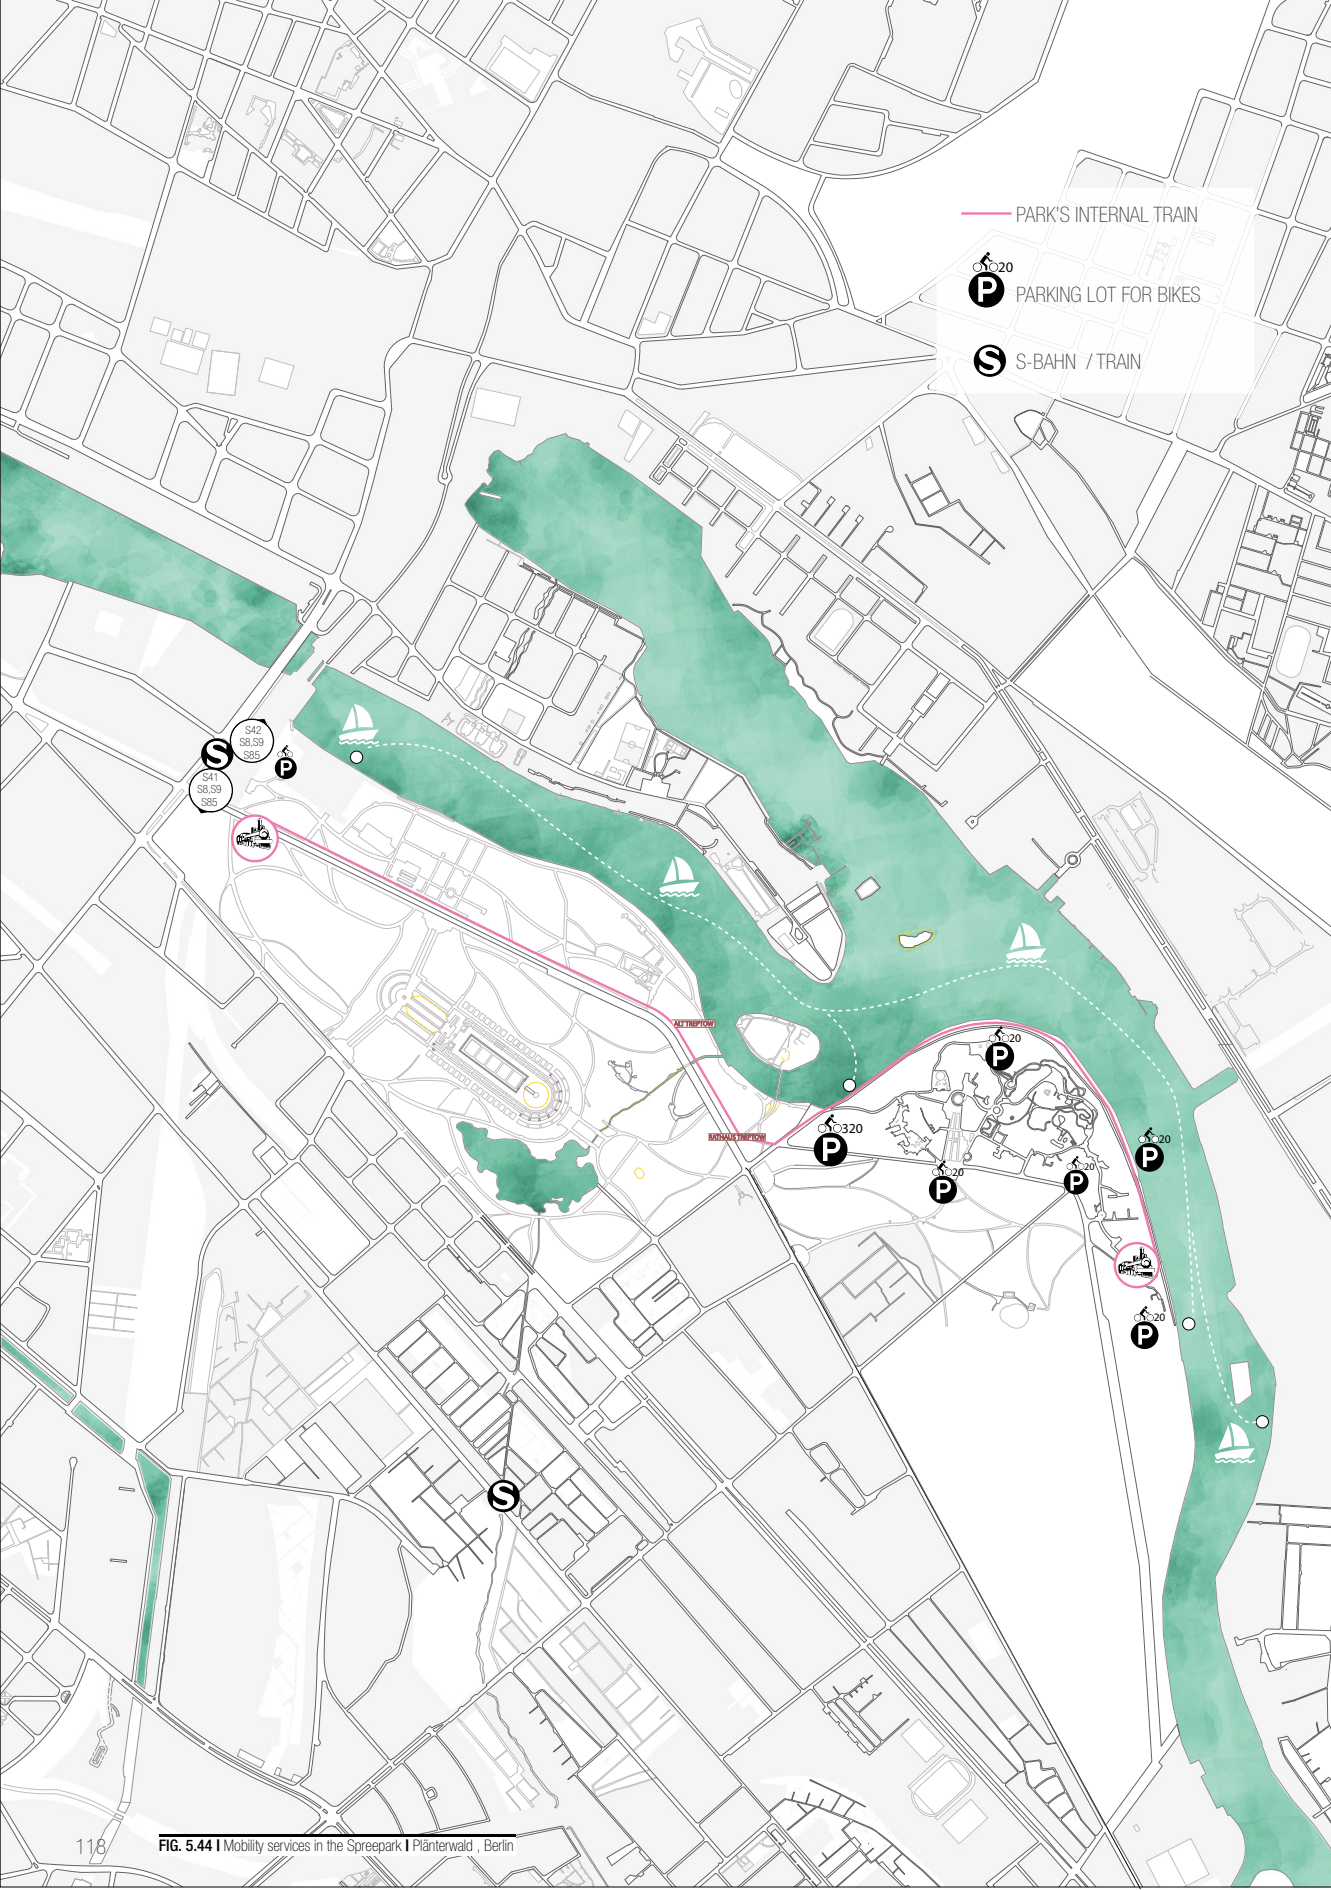 PARK'S INTERNAL TRAIN
20
P
PARKING LOT FOR BIKES
S
S-BAHN / TRAIN
S42
S8,S9
S85
S
P
S41
S8,S9
S85
ALT TREPTOW
20
P
320
P
RATHAUS TREPTOW
20
P
20
P
20
P
20
P
S
118
FIG. 5.44 I Mobility services in the Spreepark I Plänterwald , Berlin